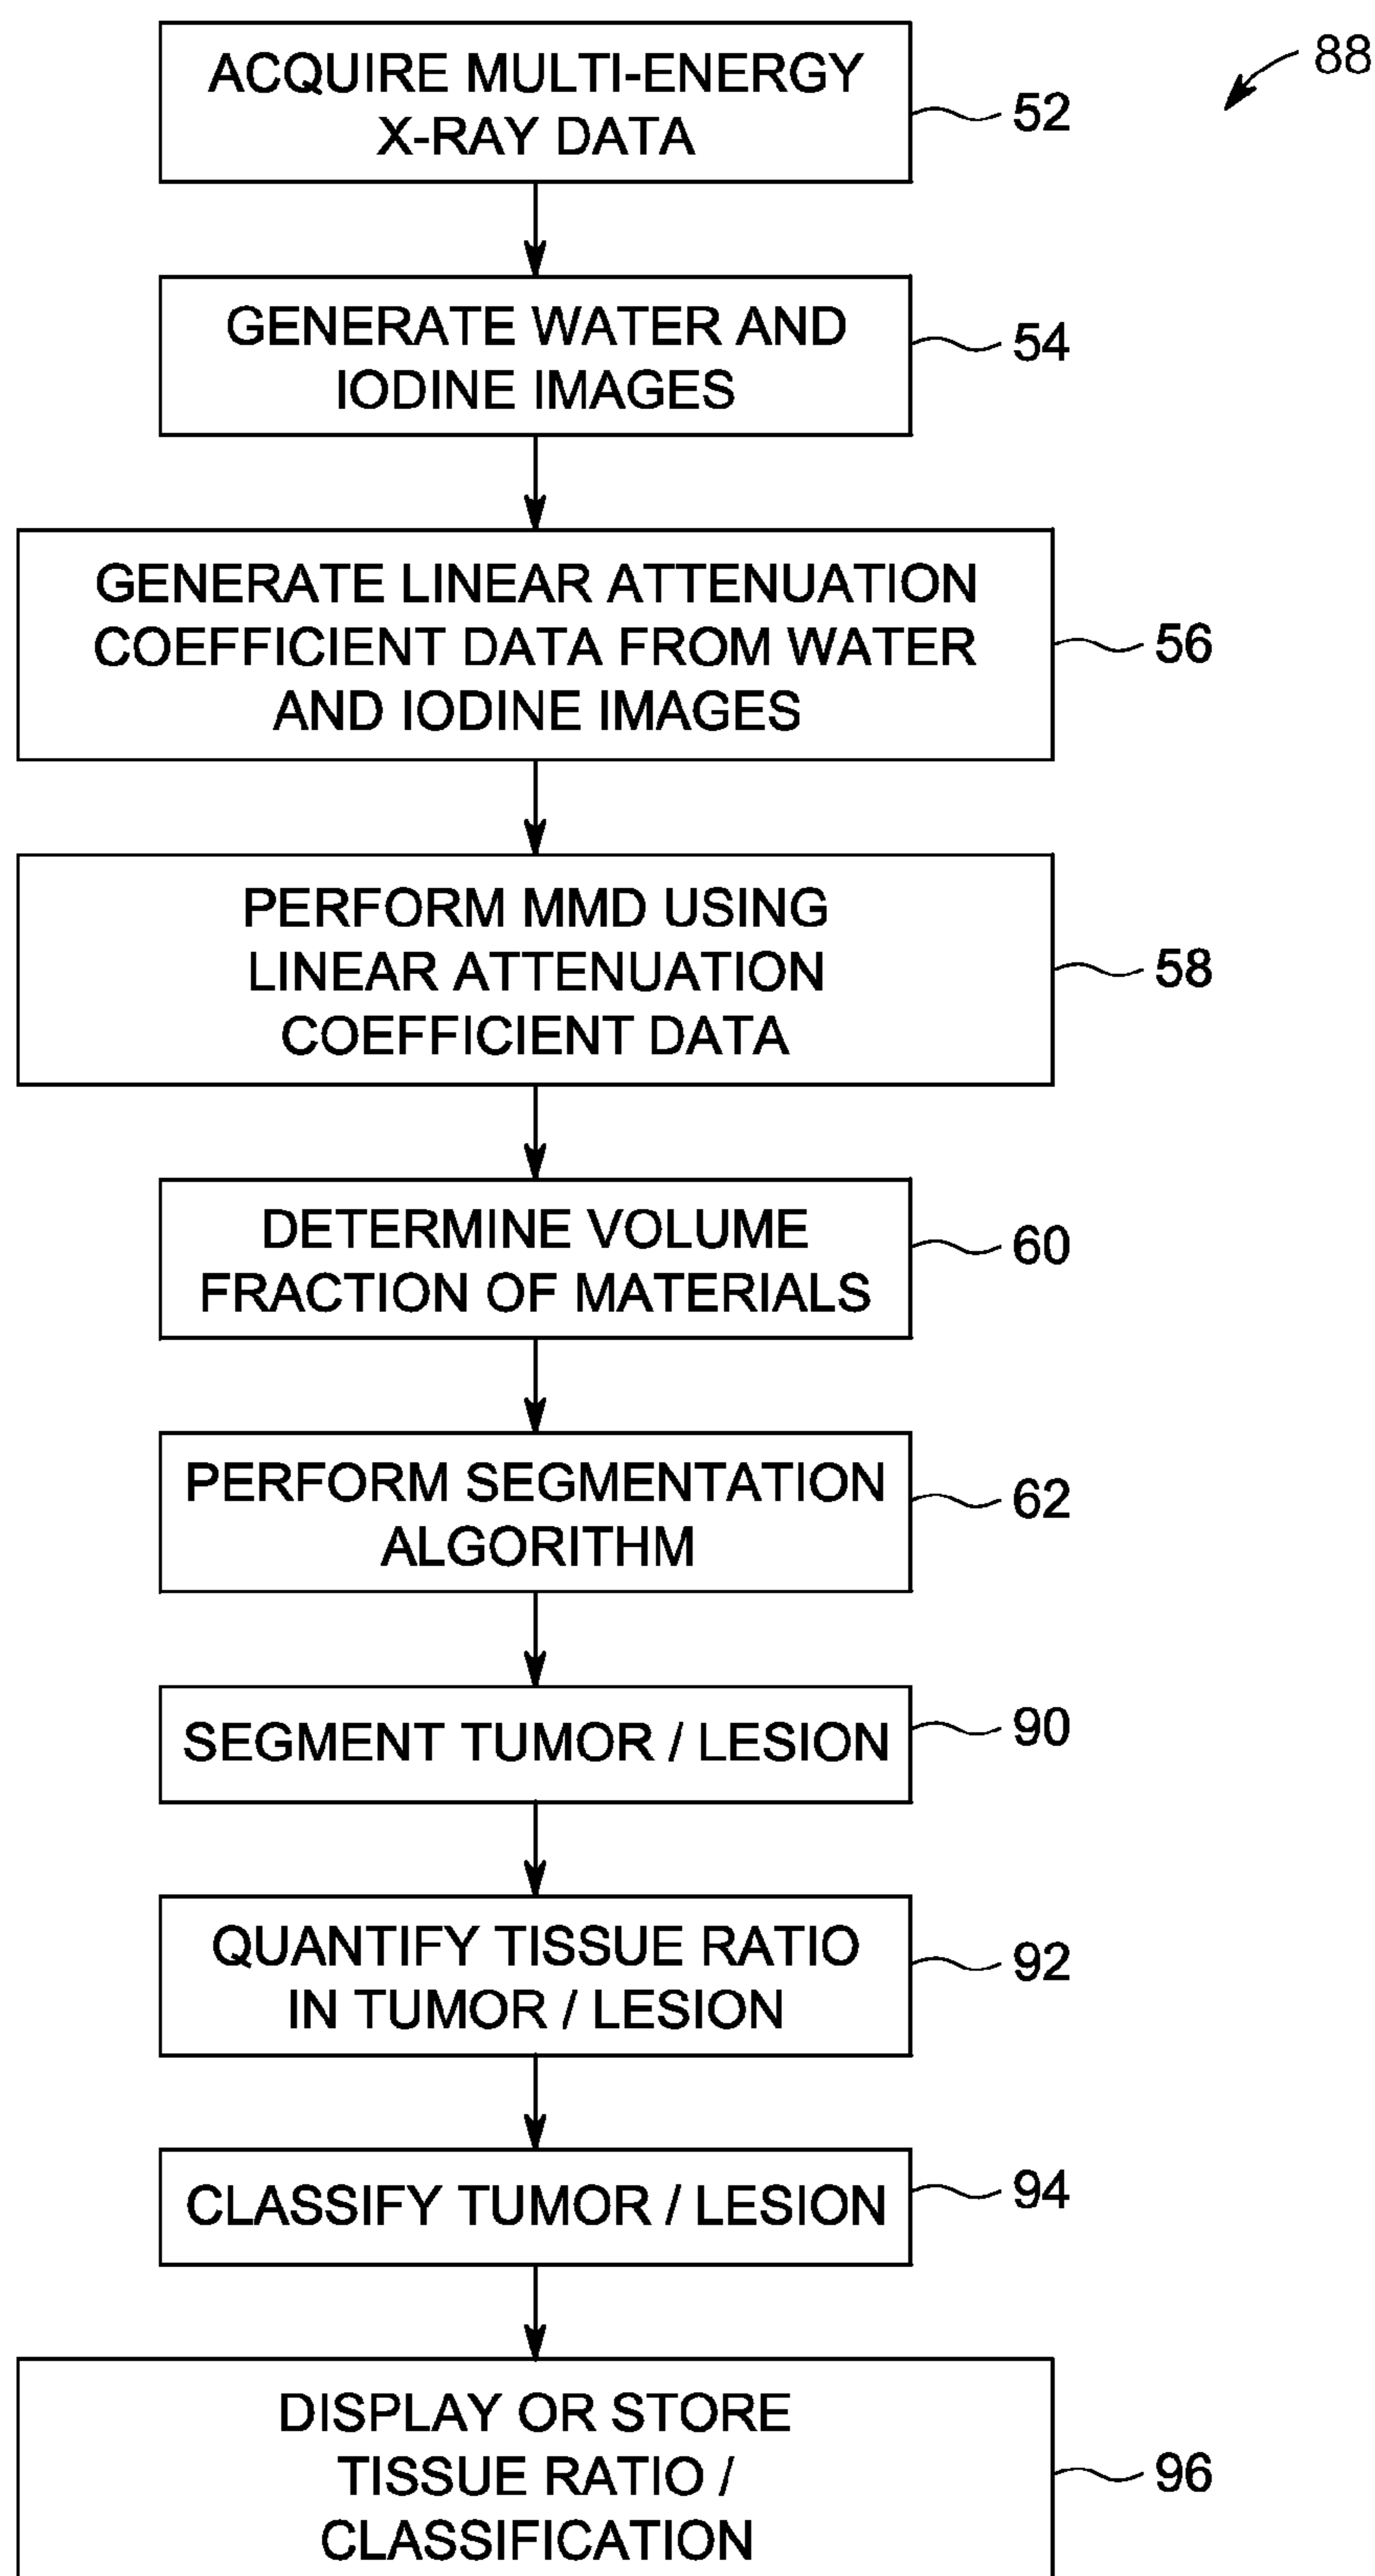 88
ACQUIRE MULTI-ENERGY
X-RAY DATA
52
GENERATE WATER AND
IODINE IMAGES
54
GENERATE LINEAR ATTENUATION
COEFFICIENT DATA FROM WATER
AND IODINE IMAGES
56
PERFORM MMD USING
LINEAR ATTENUATION
COEFFICIENT DATA
58
DETERMINE VOLUME
FRACTION OF MATERIALS
60
PERFORM SEGMENTATION
ALGORITHM
62
SEGMENT TUMOR / LESION
90
QUANTIFY TISSUE RATIO
IN TUMOR / LESION
92
CLASSIFY TUMOR / LESION
94
DISPLAY OR STORE
TISSUE RATIO /
CLASSIFICATION
96